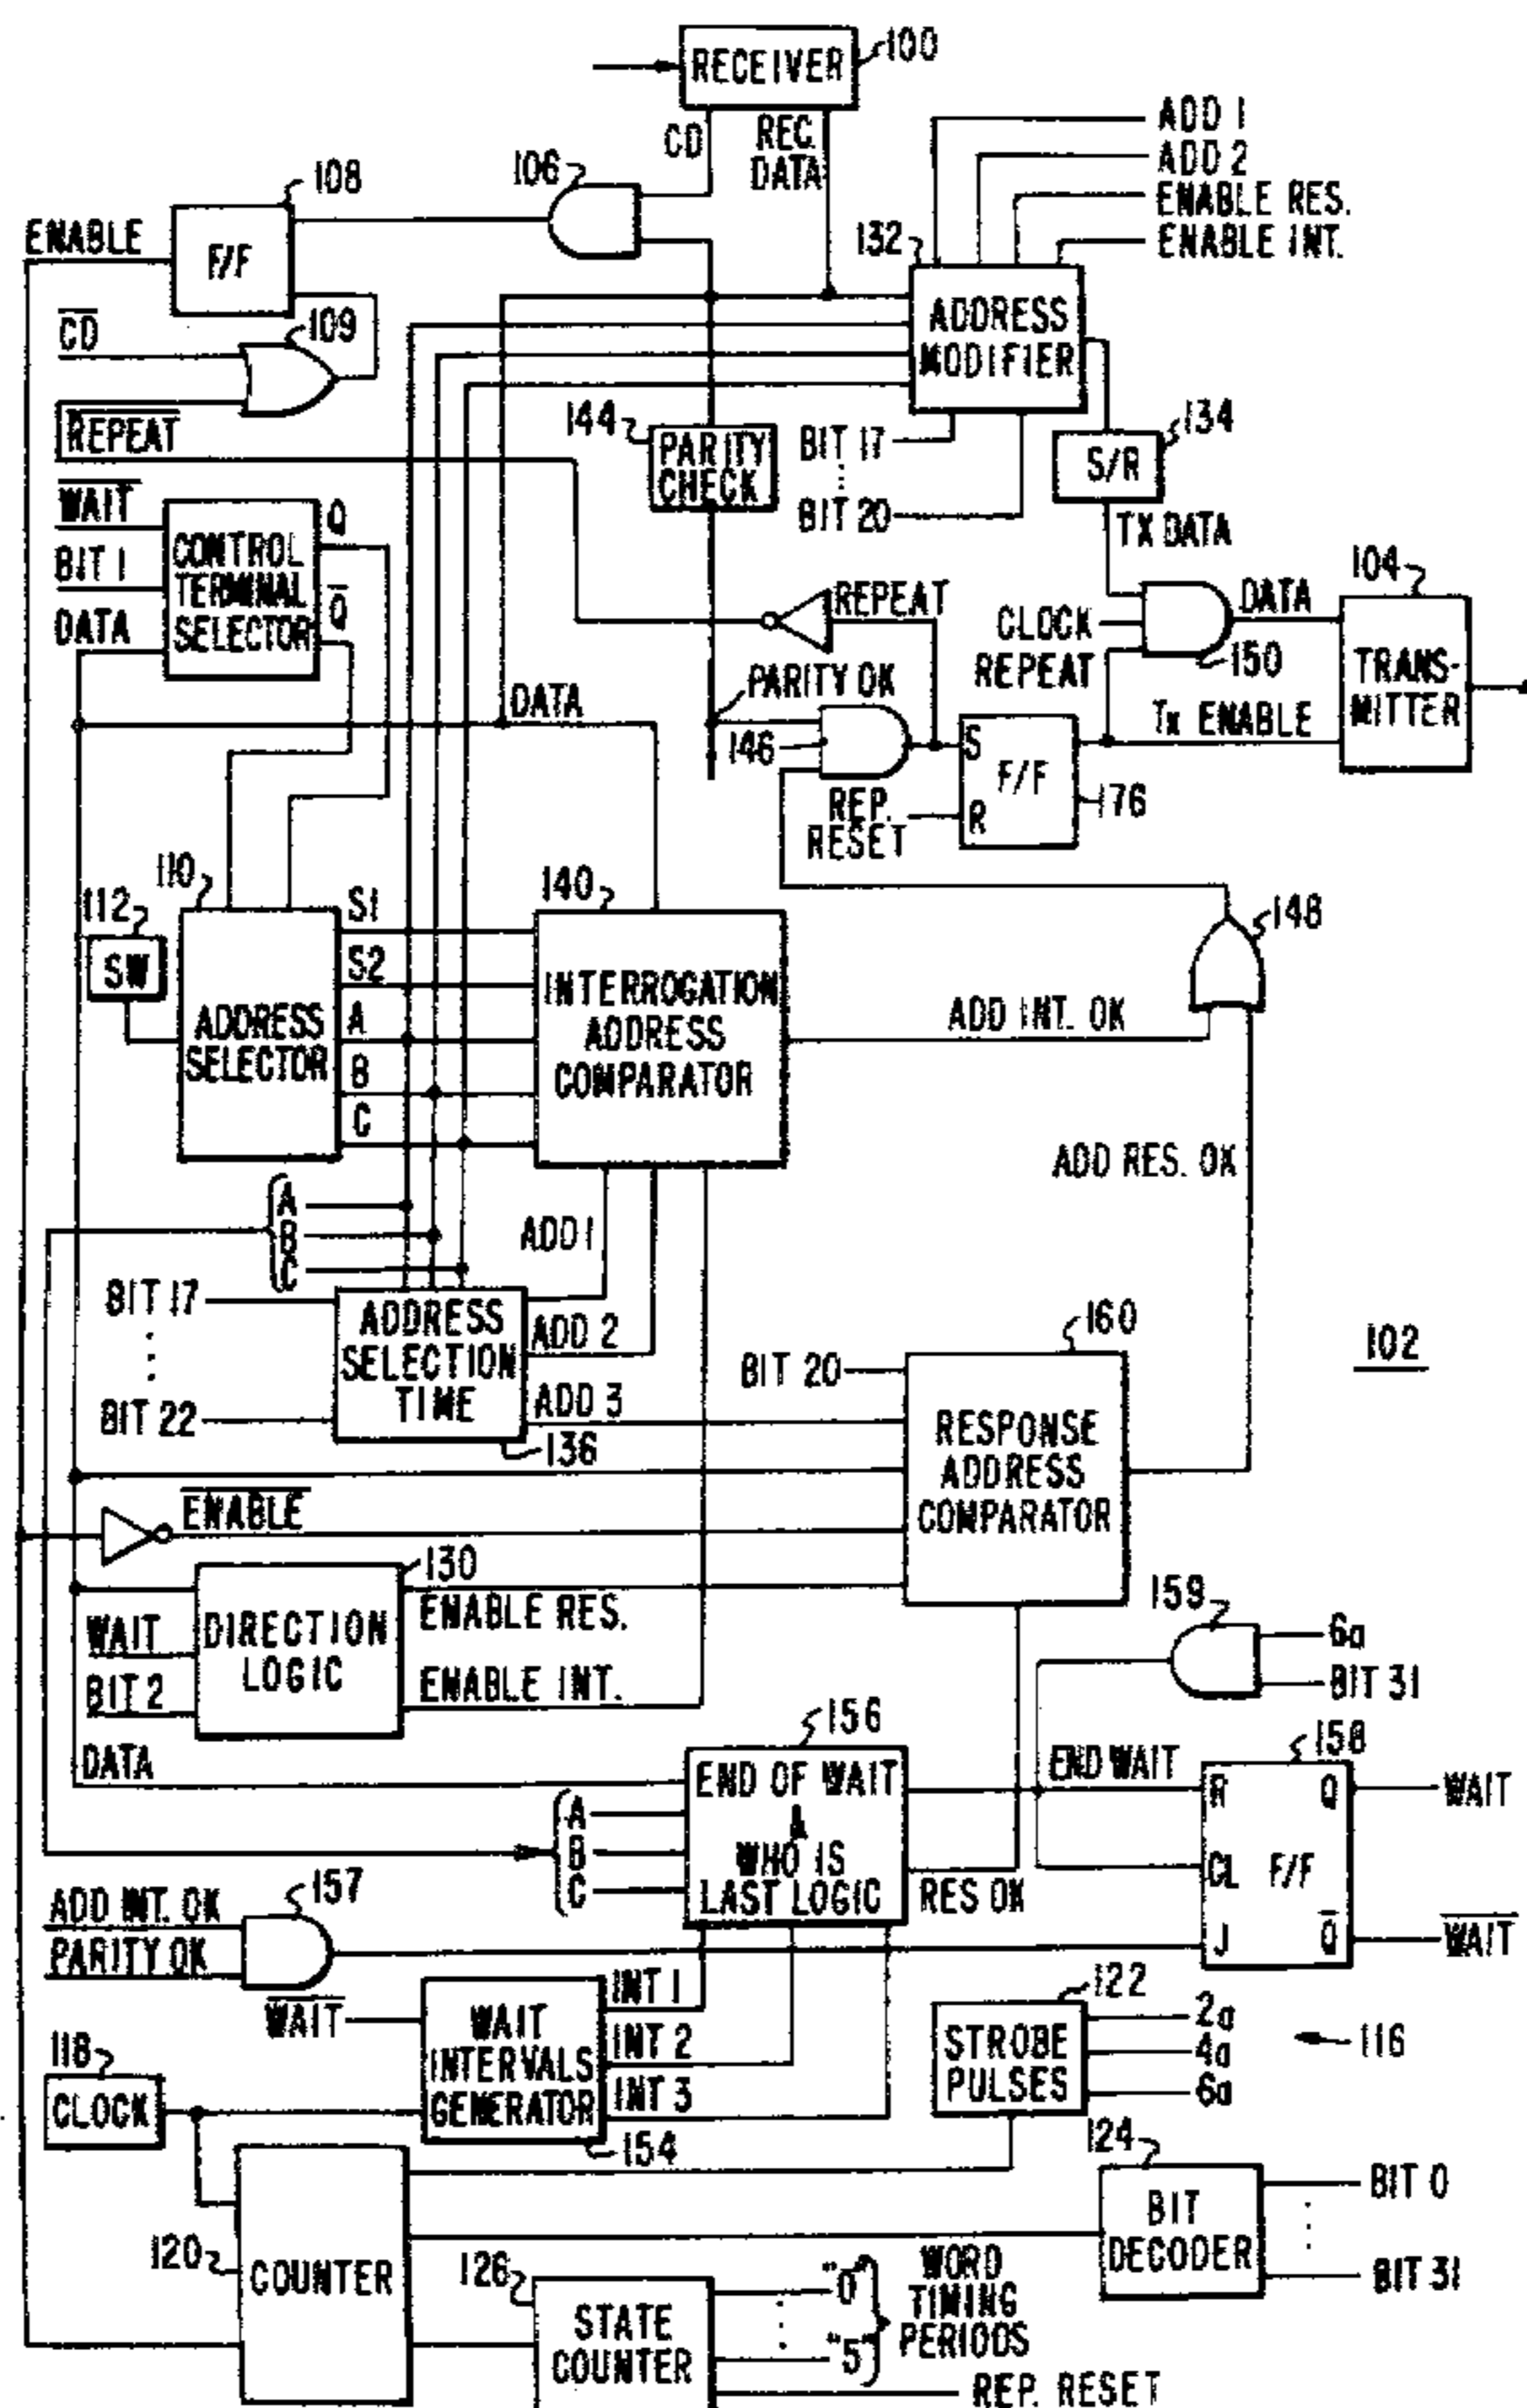 RECEIVER
100
CD
REC. DATA
ADD 1
ADD 2
ENABLE RES.
ENABLE INT.
106
108
ENABLE
F/F
132
ADDRESS
MODIFIER
CD
109
REPEAT
144
PARITY
CHECK
BIT 17
BIT 20
134
S/R
TX DATA
WAIT
BIT 1
DATA
CONTROL
TERMINAL
SELECTOR
Q
Q
REPEAT
CLOCK
REPEAT
DATA
150
104
TRANS-
MITTER
DATA
PARITY OK
146
Tx ENABLE
S
F/F
R
REP.
RESET
176
110
112
SW
ADDRESS
SELECTOR
S1
S2
A
B
C
140
INTERROGATION
ADDRESS
COMPARATOR
148
ADD INT. OK
ADD RES. OK
A
B
C
ADD 1
BIT 17
BIT 22
ADDRESS
SELECTION
TIME
ADD 2
ADD 3
136
BIT 20
160
102
RESPONSE
ADDRESS
COMPARATOR
ENABLE
130
DIRECTION
LOGIC
WAIT
BIT 2
ENABLE RES.
ENABLE INT.
159
6a
BIT 31
DATA
156
END OF WAIT
&
WHO IS
LAST LOGIC
A
B
C
END WAIT
RES OK
158
R
Q
CL
F/F
J
Q
WAIT
WAIT
ADD INT. OK
PARITY OK
157
WAIT
WAIT
INTERVALS
GENERATOR
INT 1
INT 2
INT 3
154
122
STROBE
PULSES
2a
4a
6a
116
118
CLOCK
120
COUNTER
124
BIT
DECODER
BIT 0
BIT 31
126
STATE
COUNTER
"0"
"5"
WORD
TIMING
PERIODS
REP. RESET